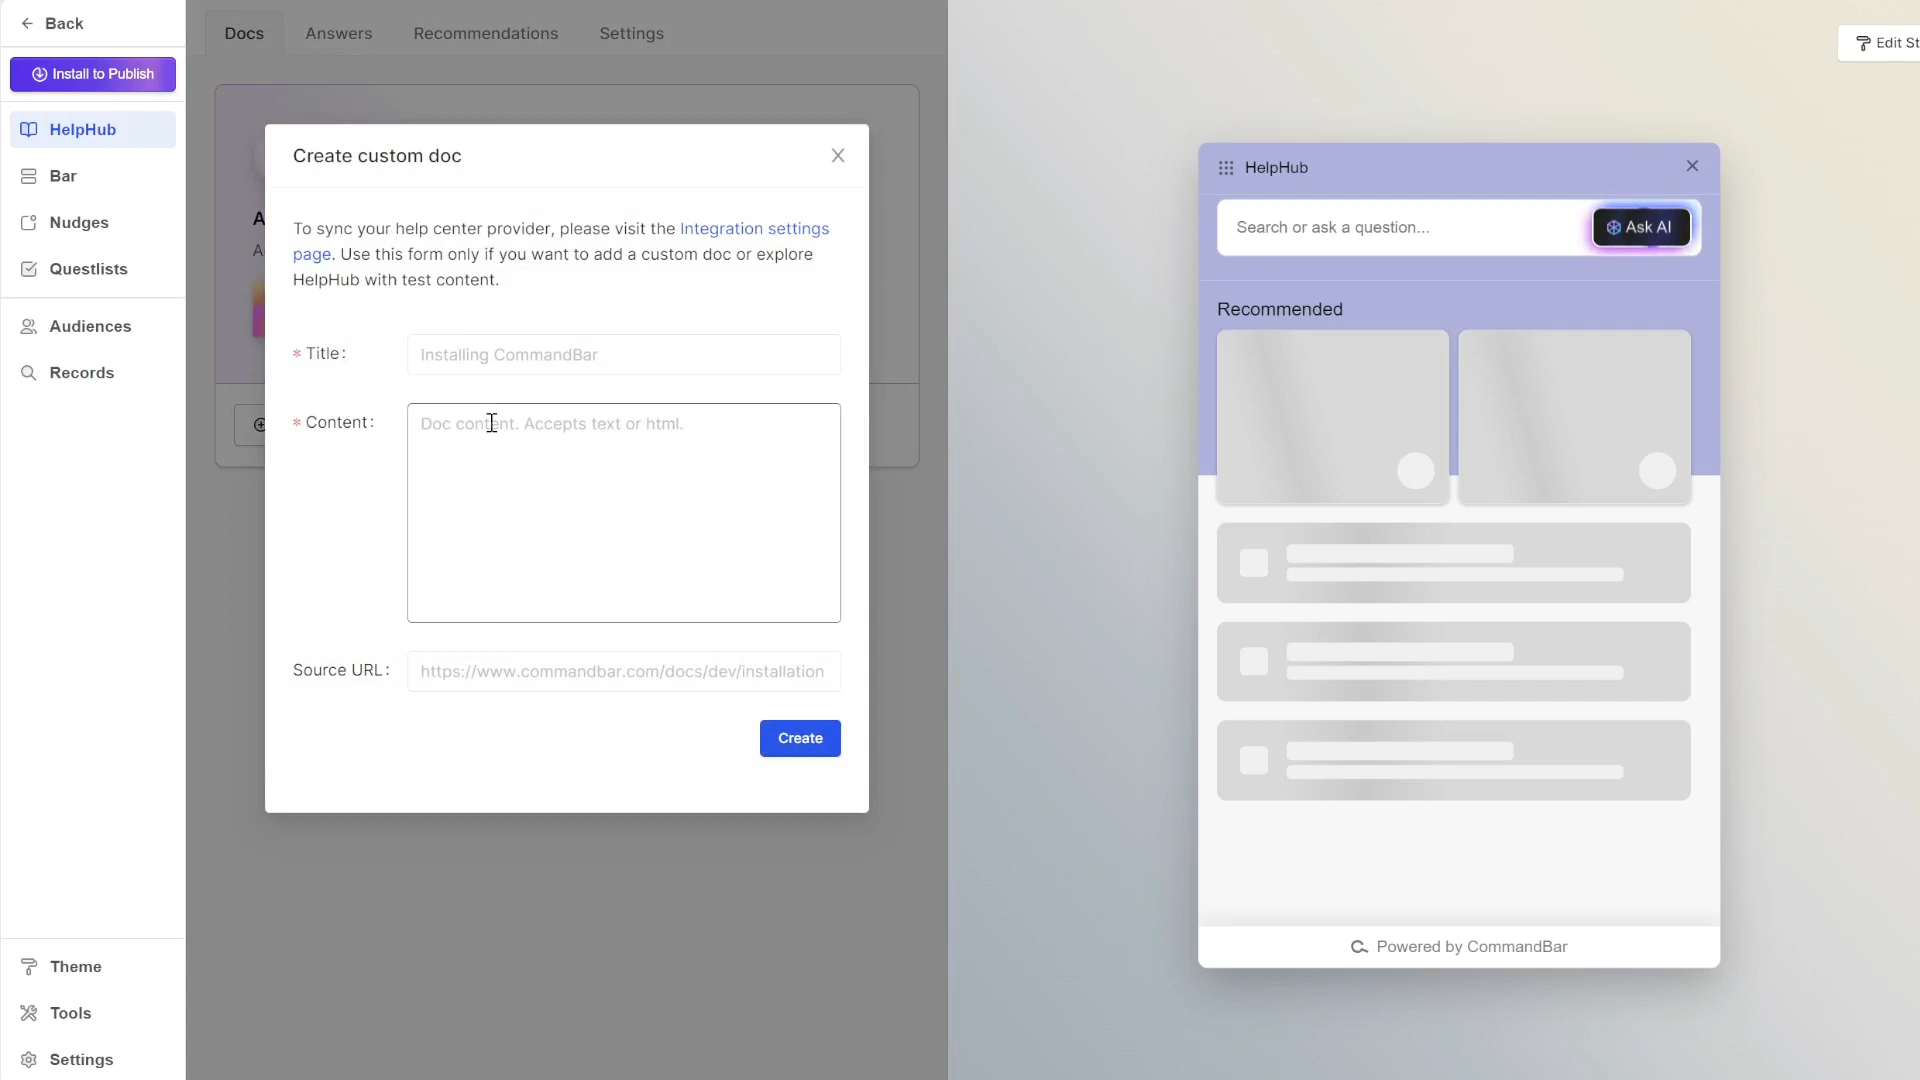 Back
Install to Publish
HelpHub
Bar
Nudges
Questlists
Audiences
Records
Theme
Tools
Settings
Docs
Answers
Recommendations
Settings
Create custom doc
To sync your help center provider, please visit the Integration settings
page. Use this form only if you want to add a custom doc or explore
HelpHub with test content.
* Title:
Installing CommandBar
* Content:
Doc content. Accepts text or html.
Source URL:
https://www.commandbar.com/docs/dev/installation
Create
Edit St
HelpHub
Search or ask a question...
Ask AI
Recommended
Powered by CommandBar